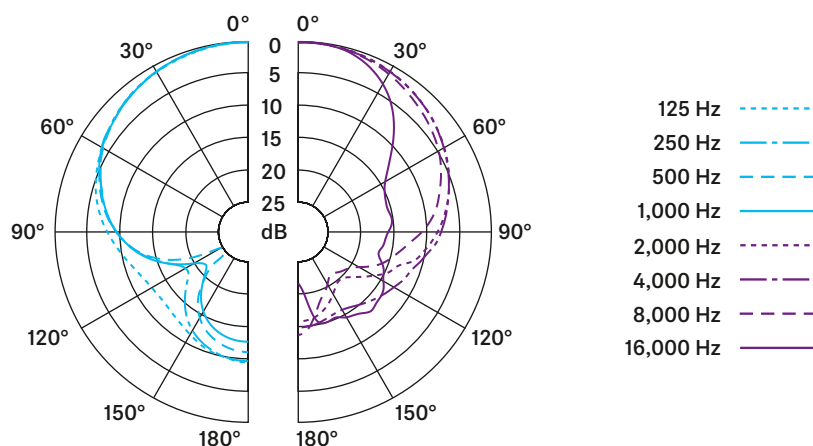 0° 0°
30° 0 30°
5
10
60° 15 60°
20
25
90° dB 90°
120° 120°
150° 150°
180° 180°
125 Hz
250 Hz
500 Hz
1,000 Hz
2,000 Hz
4,000 Hz
8,000 Hz
16,000 Hz